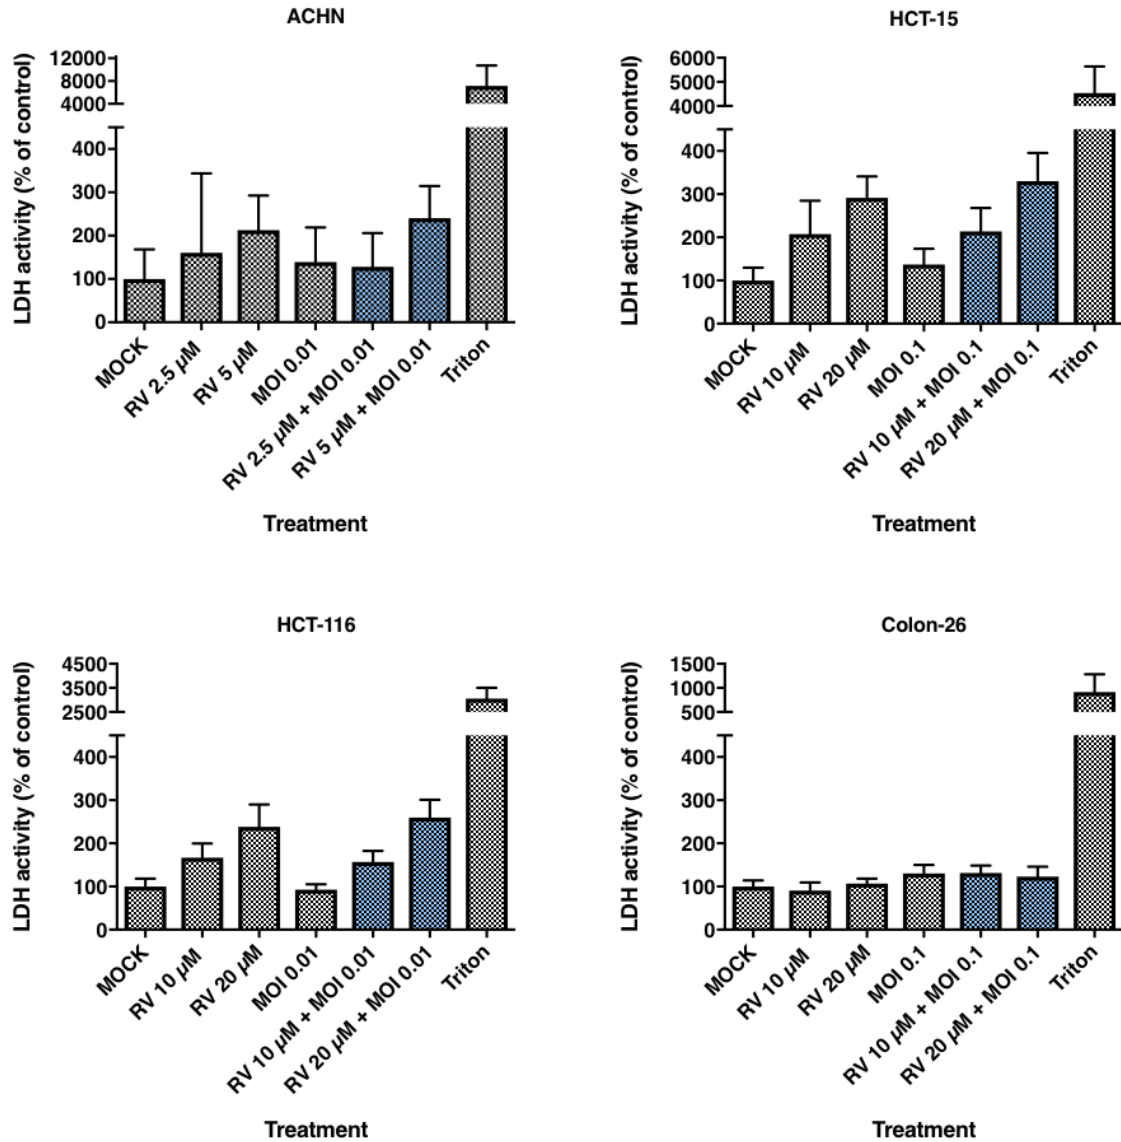 ACHN
LDH activity (% of control)
12000
8000
4000
400
300
200
100
0
MOCK
RV 2.5 µM
RV 5 µM
MOI 0.01
RV 2.5 µM + MOI 0.01
RV 5 µM + MOI 0.01
Triton
Treatment
HCT-15
LDH activity (% of control)
6000
5000
4000
400
300
200
100
0
MOCK
RV 10 µM
RV 20 µM
MOI 0.1
RV 10 µM + MOI 0.1
RV 20 µM + MOI 0.1
Triton
Treatment
HCT-116
LDH activity (% of control)
4500
3500
2500
400
300
200
100
0
MOCK
RV 10 µM
RV 20 µM
MOI 0.01
RV 10 µM + MOI 0.01
RV 20 µM + MOI 0.01
Triton
Treatment
Colon-26
LDH activity (% of control)
1500
1000
500
400
300
200
100
0
MOCK
RV 10 µM
RV 20 µM
MOI 0.1
RV 10 µM + MOI 0.1
RV 20 µM + MOI 0.1
Triton
Treatment